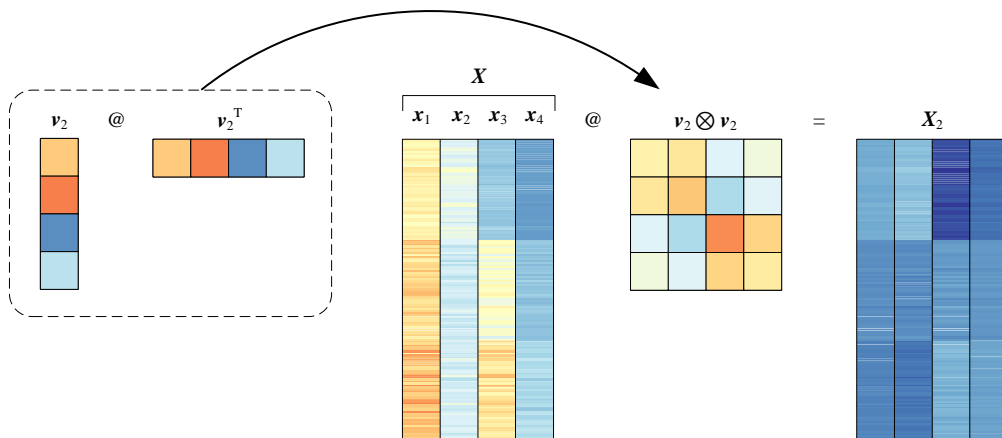 X
v₂ @ v₂ᵀ x₁ x₂ x₃ x₄ @ v₂ ⊗ v₂ = X₂